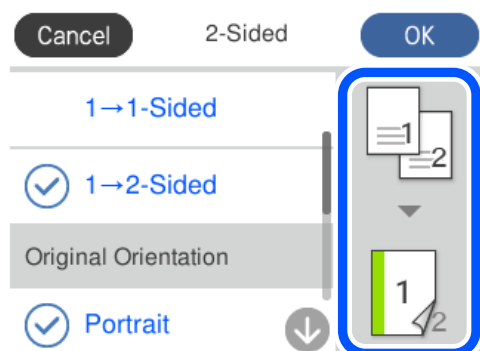 Cancel 2-Sided OK
1→1-Sided
1→2-Sided
Original Orientation
Portrait
1
2
1
2